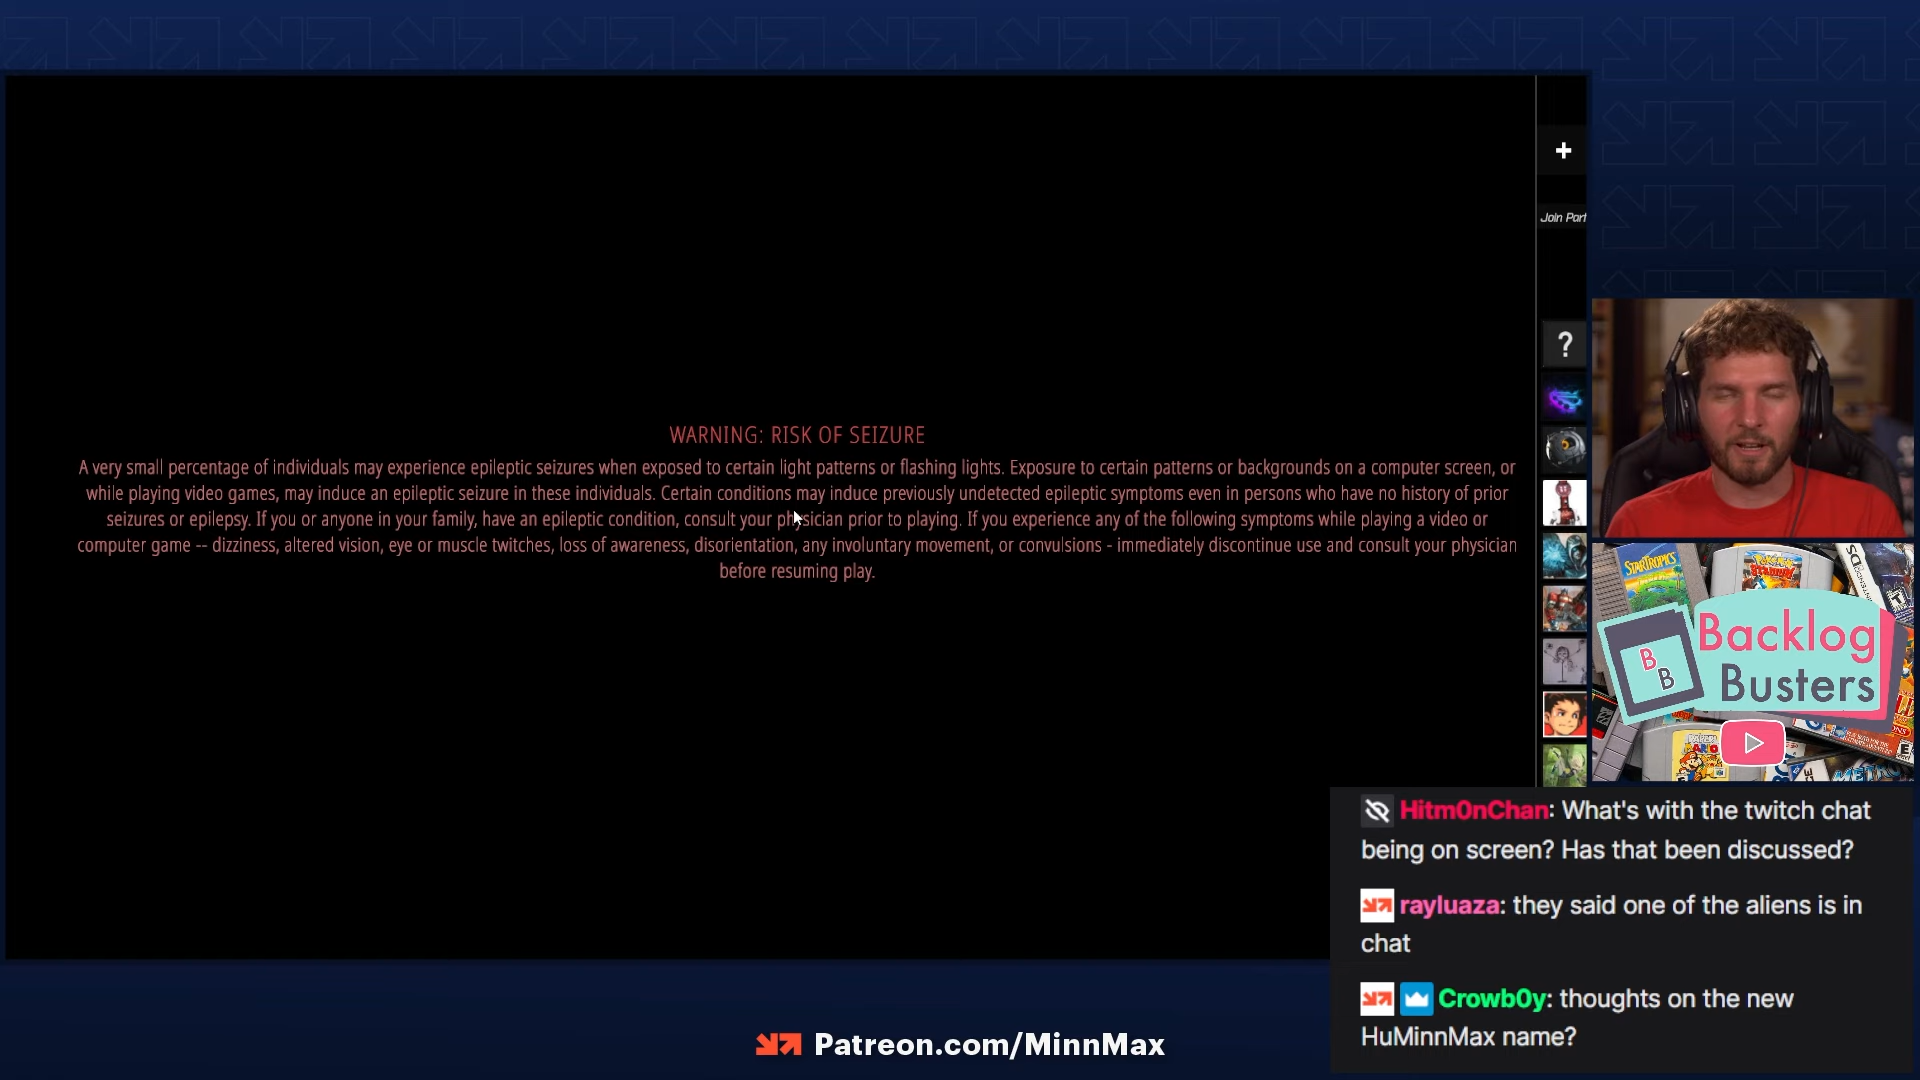 +
Join Part
?
WARNING: RISK OF SEIZURE
A very small percentage of individuals may experience epileptic seizures when exposed to certain light patterns or flashing lights. Exposure to certain patterns or backgrounds on a computer screen, or
while playing video games, may induce an epileptic seizure in these individuals. Certain conditions may induce previously undetected epileptic symptoms even in persons who have no history of prior
seizures or epilepsy. If you or anyone in your family, have an epileptic condition, consult your physician prior to playing. If you experience any of the following symptoms while playing a video or
computer game -- dizziness, altered vision, eye or muscle twitches, loss of awareness, disorientation, any involuntary movement, or convulsions - immediately discontinue use and consult your physician
before resuming play.
STARTROPICS
POKéMON
STADIUM
DS
Backlog
Busters
B
B
PAPER
MARIO
METR
Hitm0nChan: What's with the twitch chat
being on screen? Has that been discussed?
rayluaza: they said one of the aliens is in
chat
Crowb0y: thoughts on the new
HuMinnMax name?
Patreon.com/MinnMax